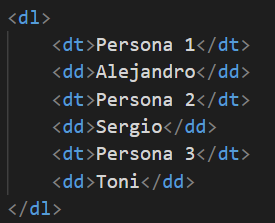 <dl>
    <dt>Persona 1</dt>
    <dd>Alejandro</dd>
    <dt>Persona 2</dt>
    <dd>Sergio</dd>
    <dt>Persona 3</dt>
    <dd>Toni</dd>
</dl>